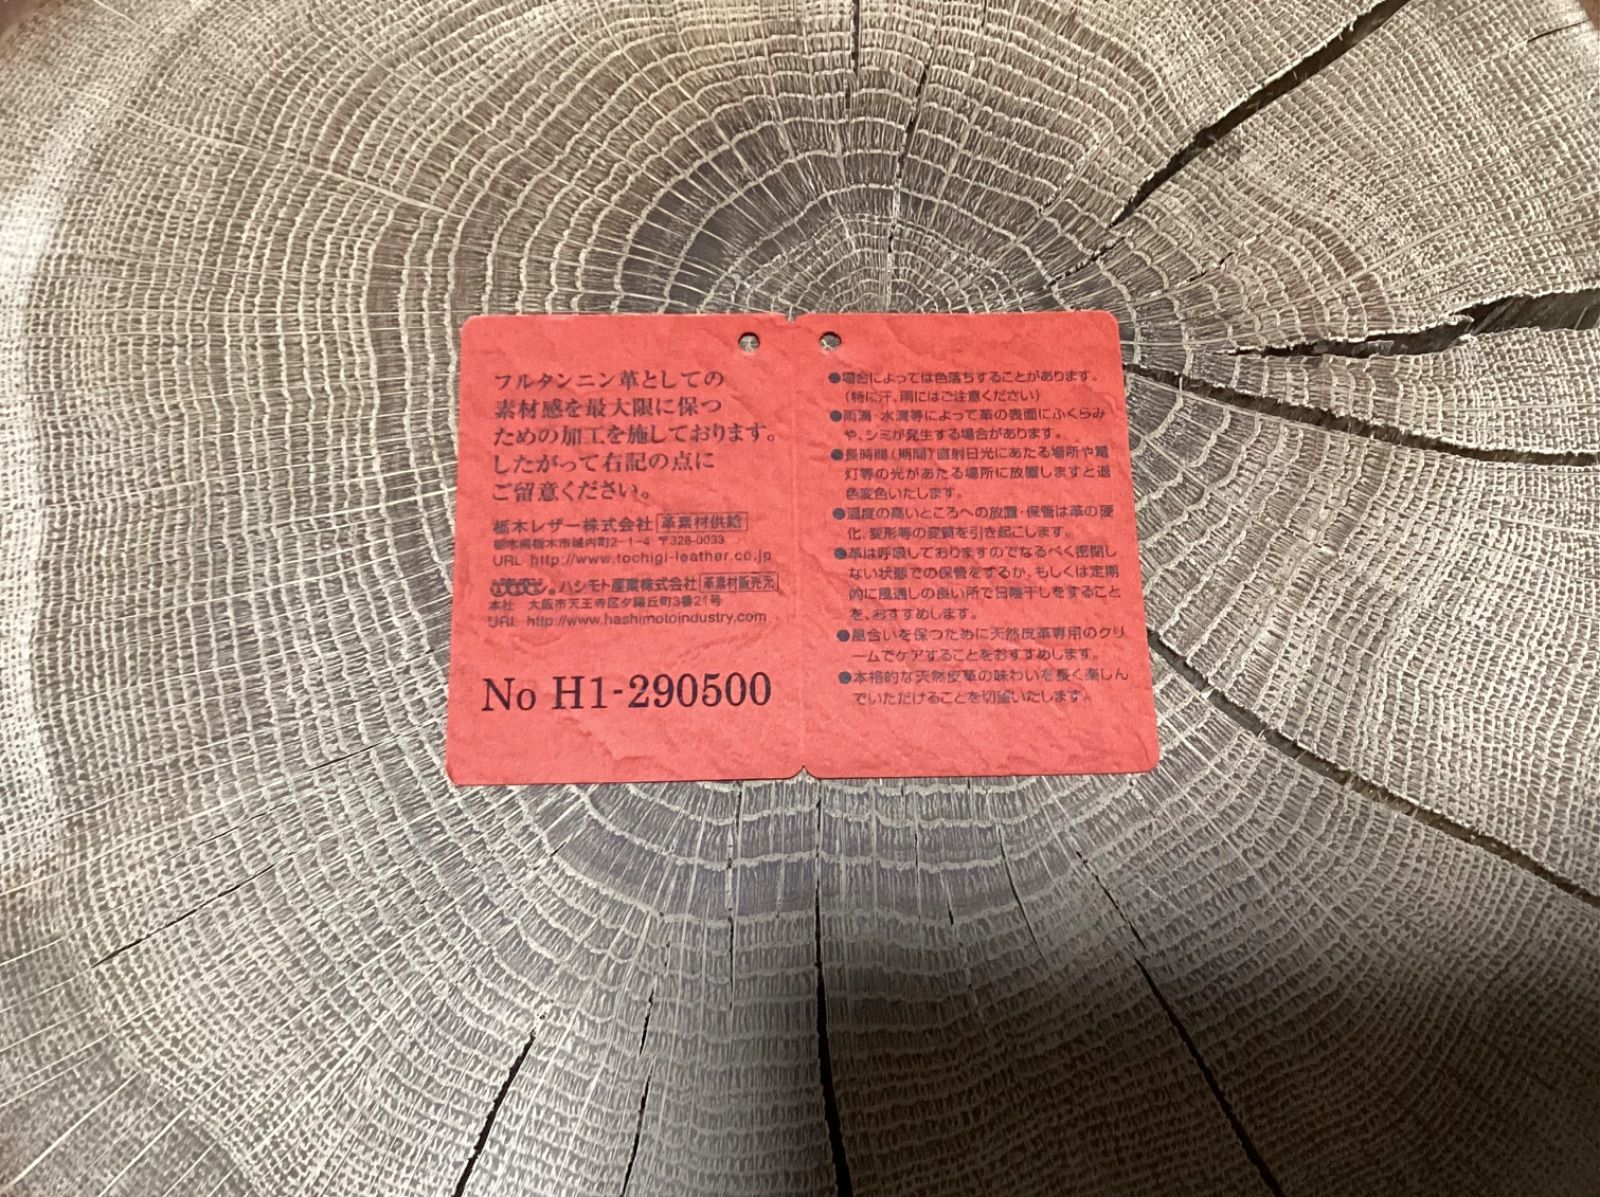 フルタンニン革としての
素材感を最大限に保つ
ための加工を施しております。
したがって右記の点に
ご留意ください。
栃木レザー株式会社 革素材供給
栃木県栃木市城内町2-1-4 〒328-0033
URL http://www.tochigi-leather.co.jp
ハシモト産業株式会社 革素材販売元
本社 大阪市天王寺区夕陽丘町3番21号
URL http://www.hashimotoindustry.com
No H1-290500
●場合によっては色落ちすることがあります。
(特に汗、雨にはご注意ください)
●雨滴・水滴等によって革の表面にふくらみ
や、シミが発生する場合があります。
●長時間(期間)直射日光にあたる場所や電
灯等の光があたる場所に放置しますと退
色変色いたします。
●温度の高いところへの放置・保管は革の硬
化、変形等の変質を引き起こします。
●革は呼吸しておりますのでなるべく密閉し
ない状態での保管をするか、もしくは定期
的に風通しの良い所で日陰干しをすること
を、おすすめします。
●風合いを保つために天然皮革専用のクリ
ームでケアすることをおすすめします。
●本格的な天然皮革の味わいを長く楽しん
でいただけることを切望いたします。